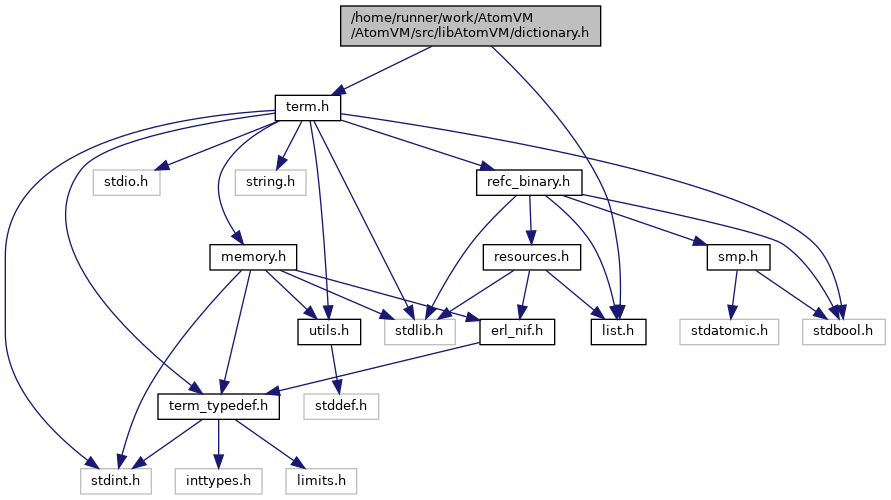 /home/runner/work/AtomVM
/AtomVM/src/libAtomVM/dictionary.h
term.h
stdio.h
string.h
refc_binary.h
memory.h
resources.h
smp.h
utils.h
stdlib.h
erl_nif.h
list.h
stdatomic.h
stdbool.h
term_typedef.h
stddef.h
stdint.h
inttypes.h
limits.h